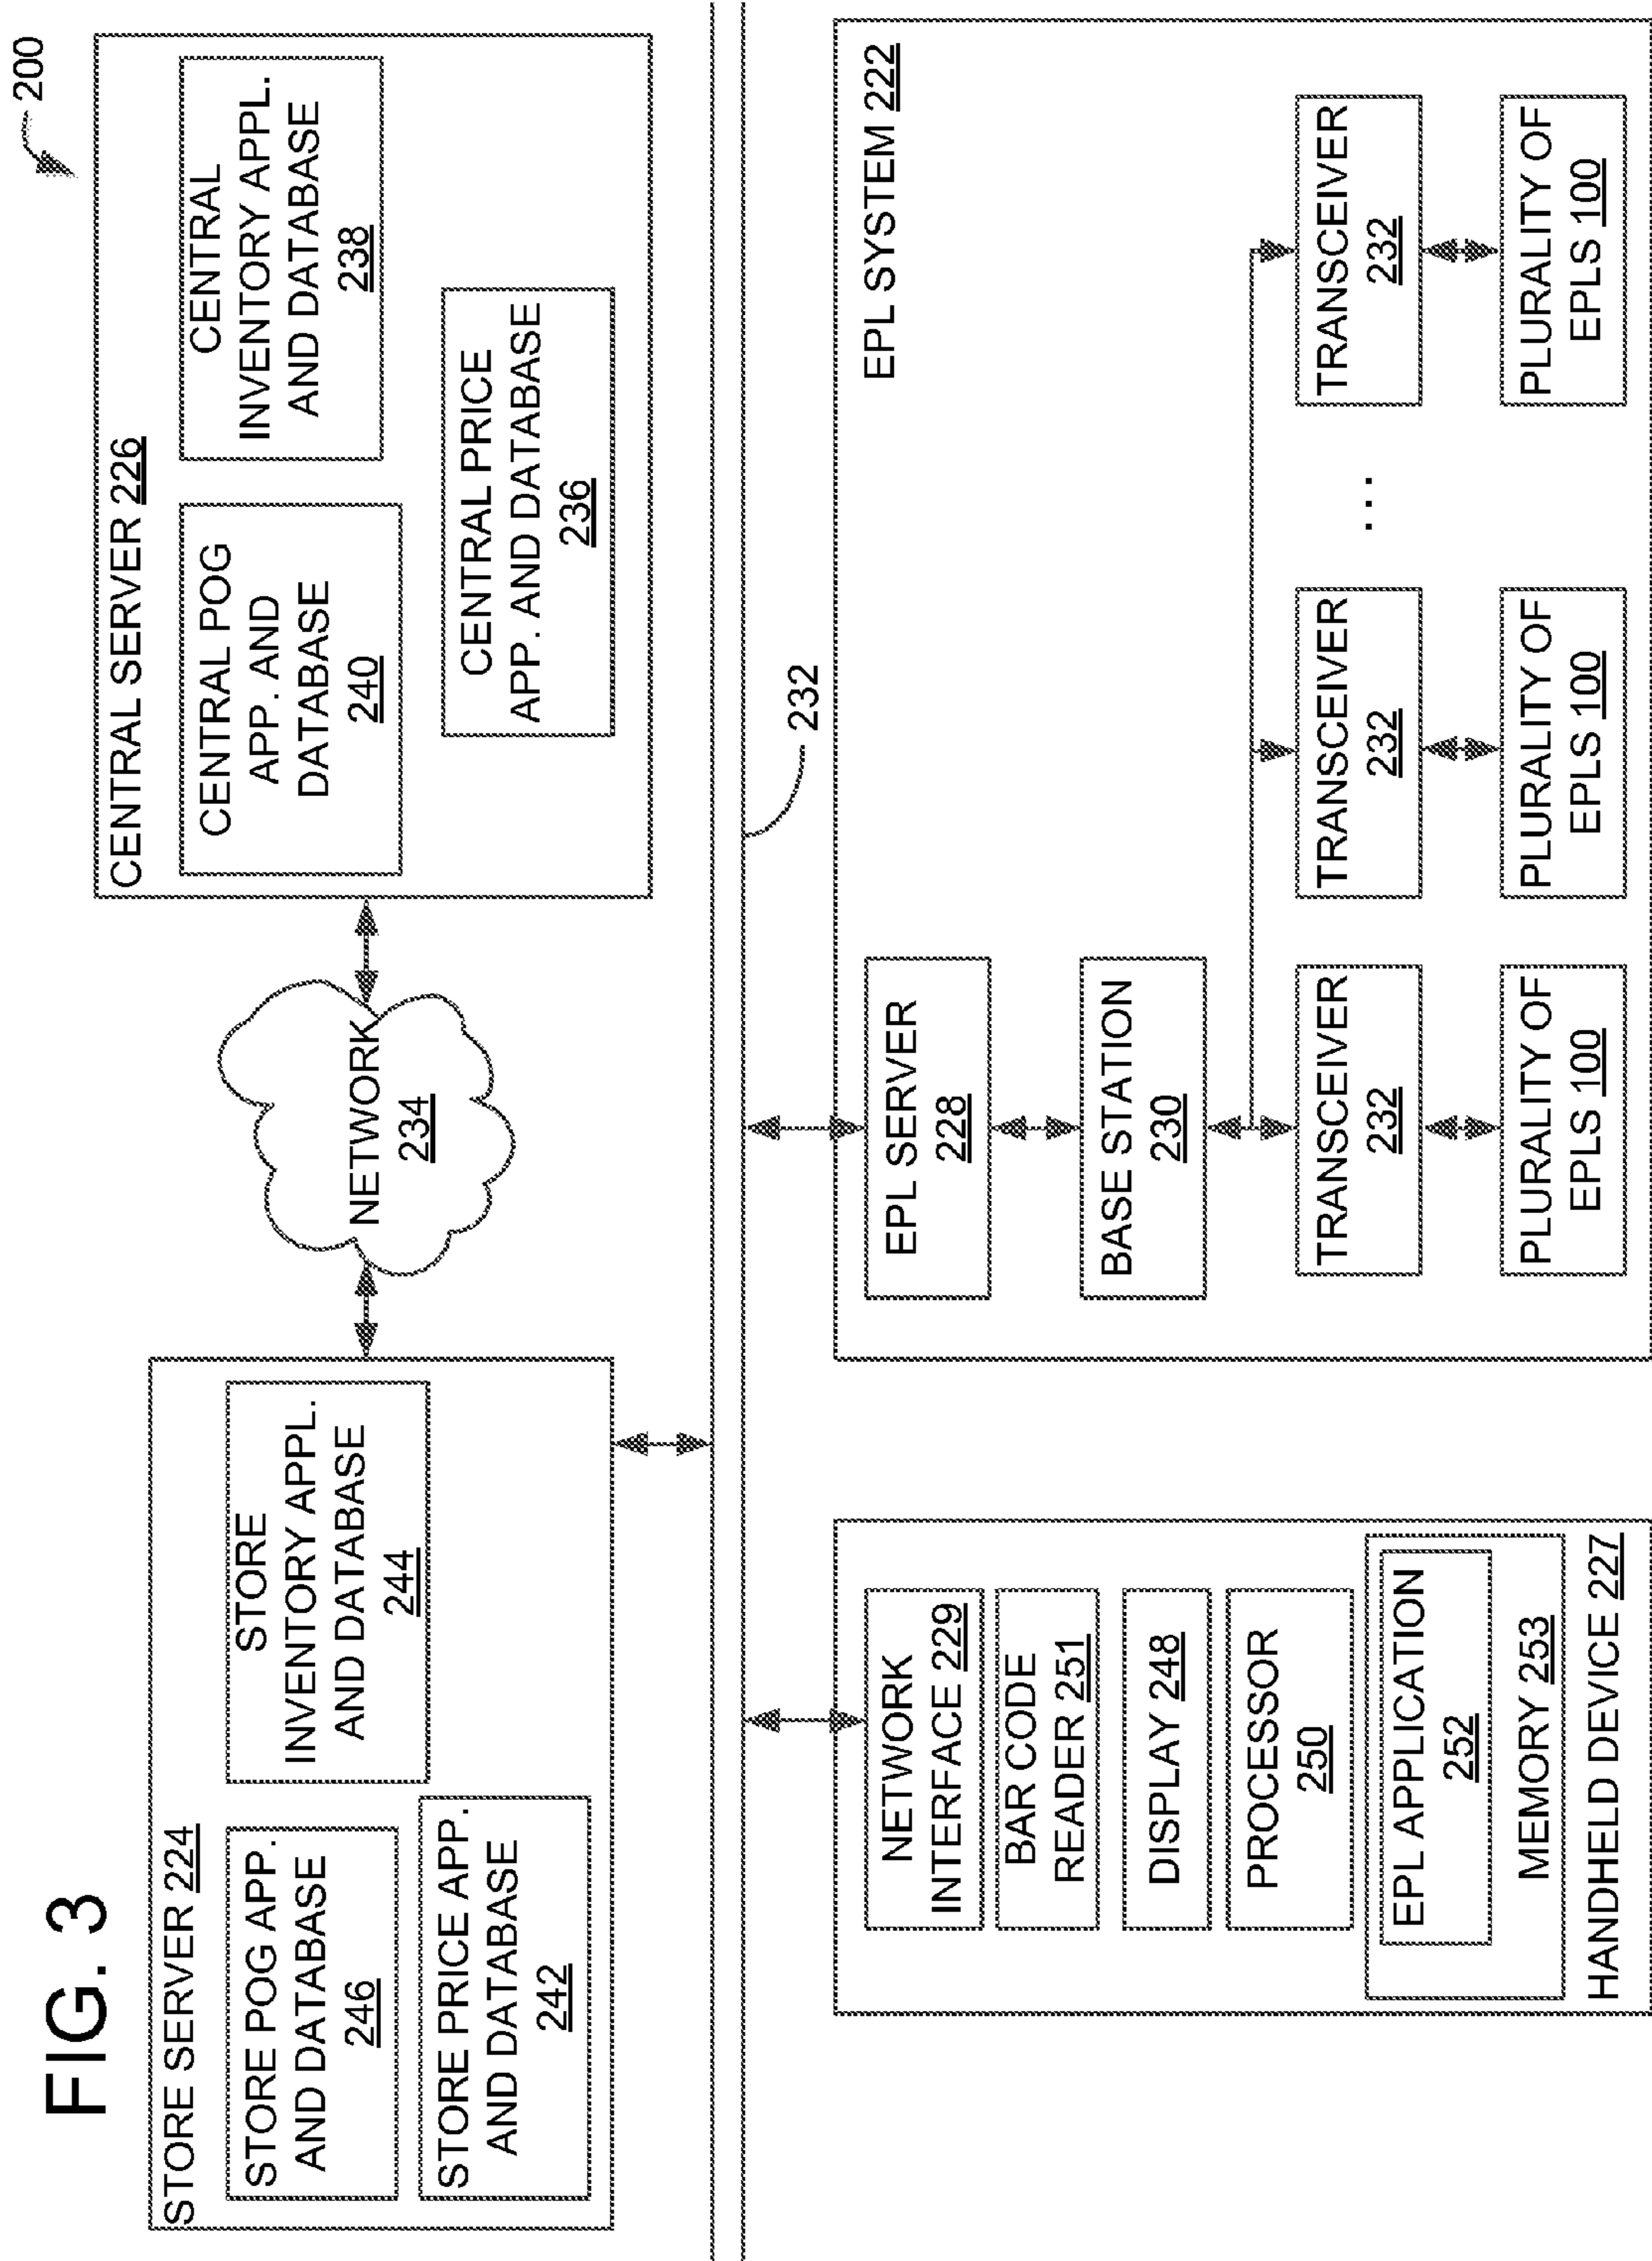 FIG. 3
200
STORE SERVER 224
STORE POG APP.
AND DATABASE
246
STORE
INVENTORY APPL.
AND DATABASE
244
STORE PRICE APP.
AND DATABASE
242
NETWORK
234
CENTRAL SERVER 226
CENTRAL POG
APP. AND
DATABASE
240
CENTRAL
INVENTORY APPL.
AND DATABASE
238
CENTRAL PRICE
APP. AND DATABASE
236
232
NETWORK
INTERFACE 229
BAR CODE
READER 251
DISPLAY 248
PROCESSOR
250
EPL APPLICATION
252
MEMORY 253
HANDHELD DEVICE 227
EPL SYSTEM 222
EPL SERVER
228
BASE STATION
230
TRANSCEIVER
232
TRANSCEIVER
232
...
TRANSCEIVER
232
PLURALITY OF
EPLS 100
PLURALITY OF
EPLS 100
PLURALITY OF
EPLS 100